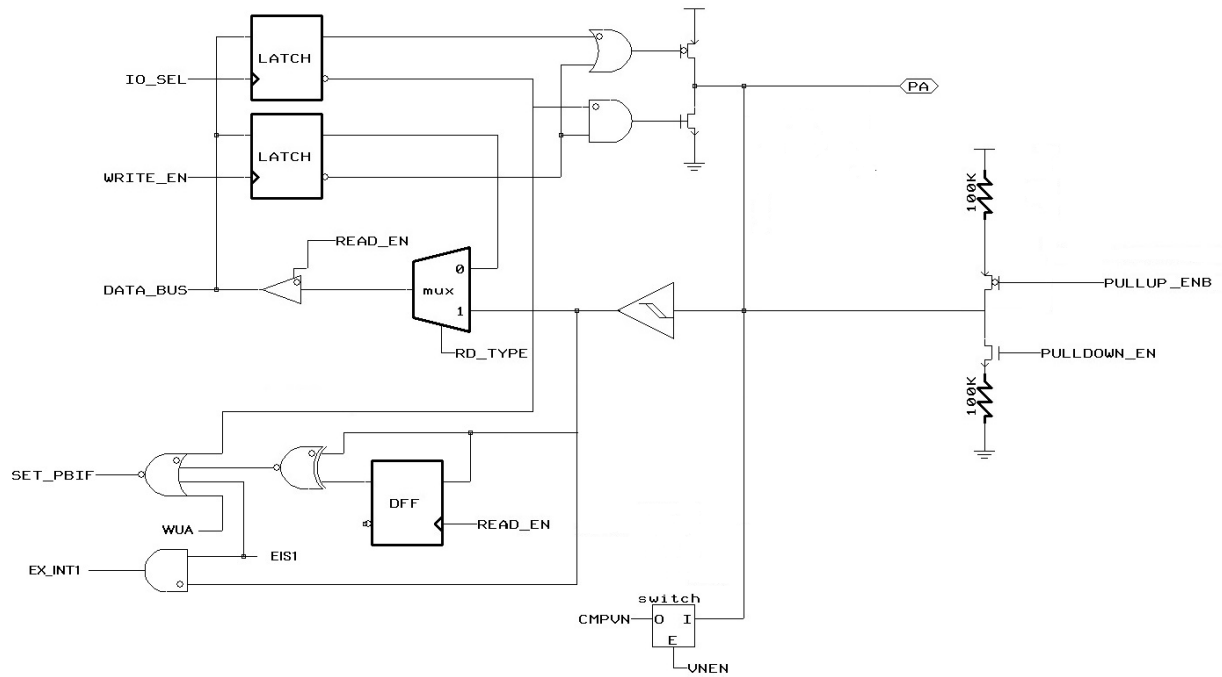 LATCH
IO_SEL
PA
LATCH
WRITE_EN
100K
READ_EN
0
mux
1
DATA_BUS
PULLUP_ENB
RD_TYPE
PULLDOWN_EN
100K
SET_PBIF
DFF
WUA
READ_EN
EIS1
EX_INT1
switch
CMPVN
O I
E
VNEN